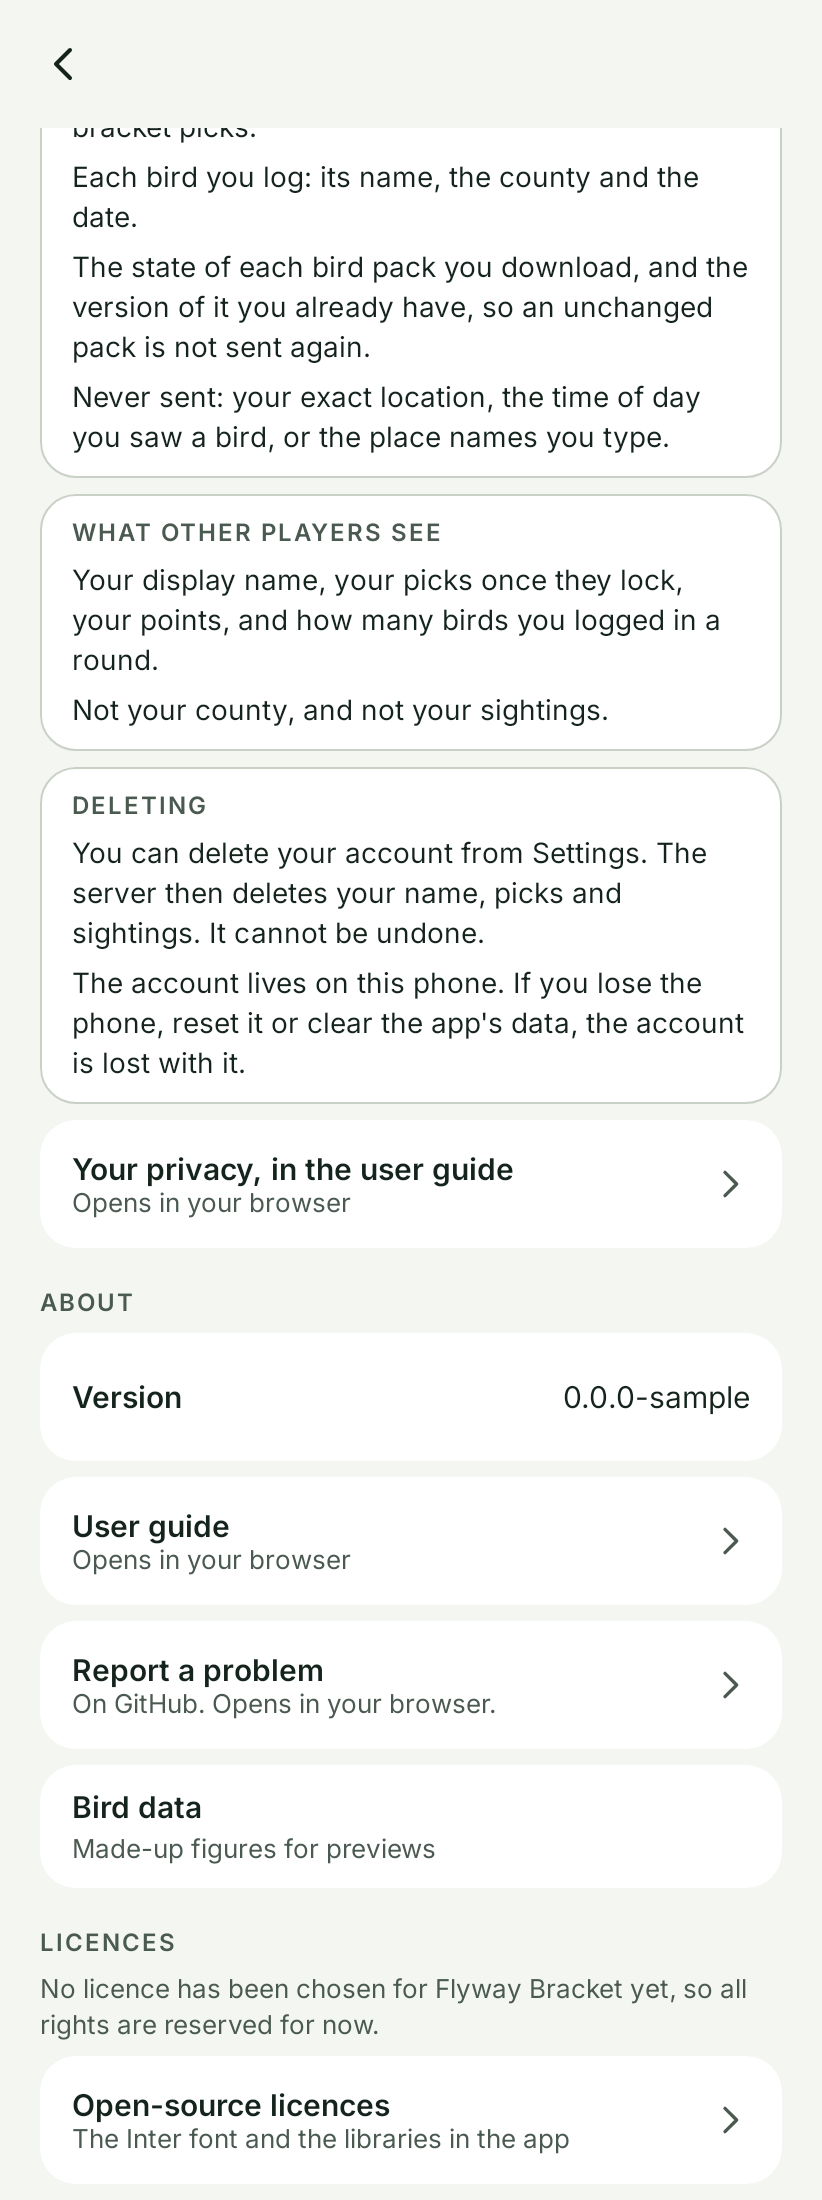 bracket picks.
Each bird you log: its name, the county and the
date.
The state of each bird pack you download, and the
version of it you already have, so an unchanged
pack is not sent again.
Never sent: your exact location, the time of day
you saw a bird, or the place names you type.
WHAT OTHER PLAYERS SEE
Your display name, your picks once they lock,
your points, and how many birds you logged in a
round.
Not your county, and not your sightings.
DELETING
You can delete your account from Settings. The
server then deletes your name, picks and
sightings. It cannot be undone.
The account lives on this phone. If you lose the
phone, reset it or clear the app's data, the account
is lost with it.
Your privacy, in the user guide
Opens in your browser
ABOUT
Version 0.0.0-sample
User guide
Opens in your browser
Report a problem
On GitHub. Opens in your browser.
Bird data
Made-up figures for previews
LICENCES
No licence has been chosen for Flyway Bracket yet, so all
rights are reserved for now.
Open-source licences
The Inter font and the libraries in the app